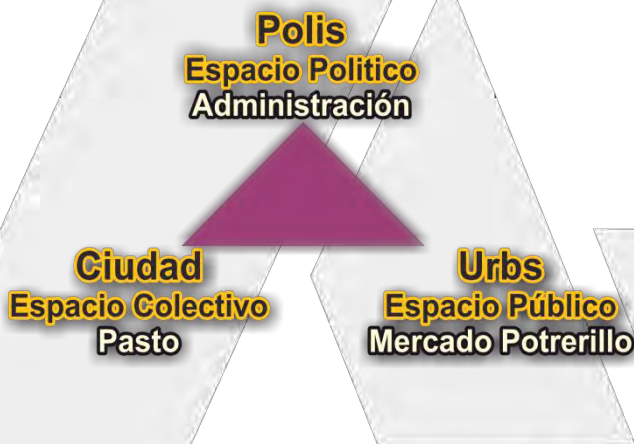 Polis
Espacio Politico
Administración
Ciudad
Espacio Colectivo
Pasto
Urbs
Espacio Público
Mercado Potrerillo